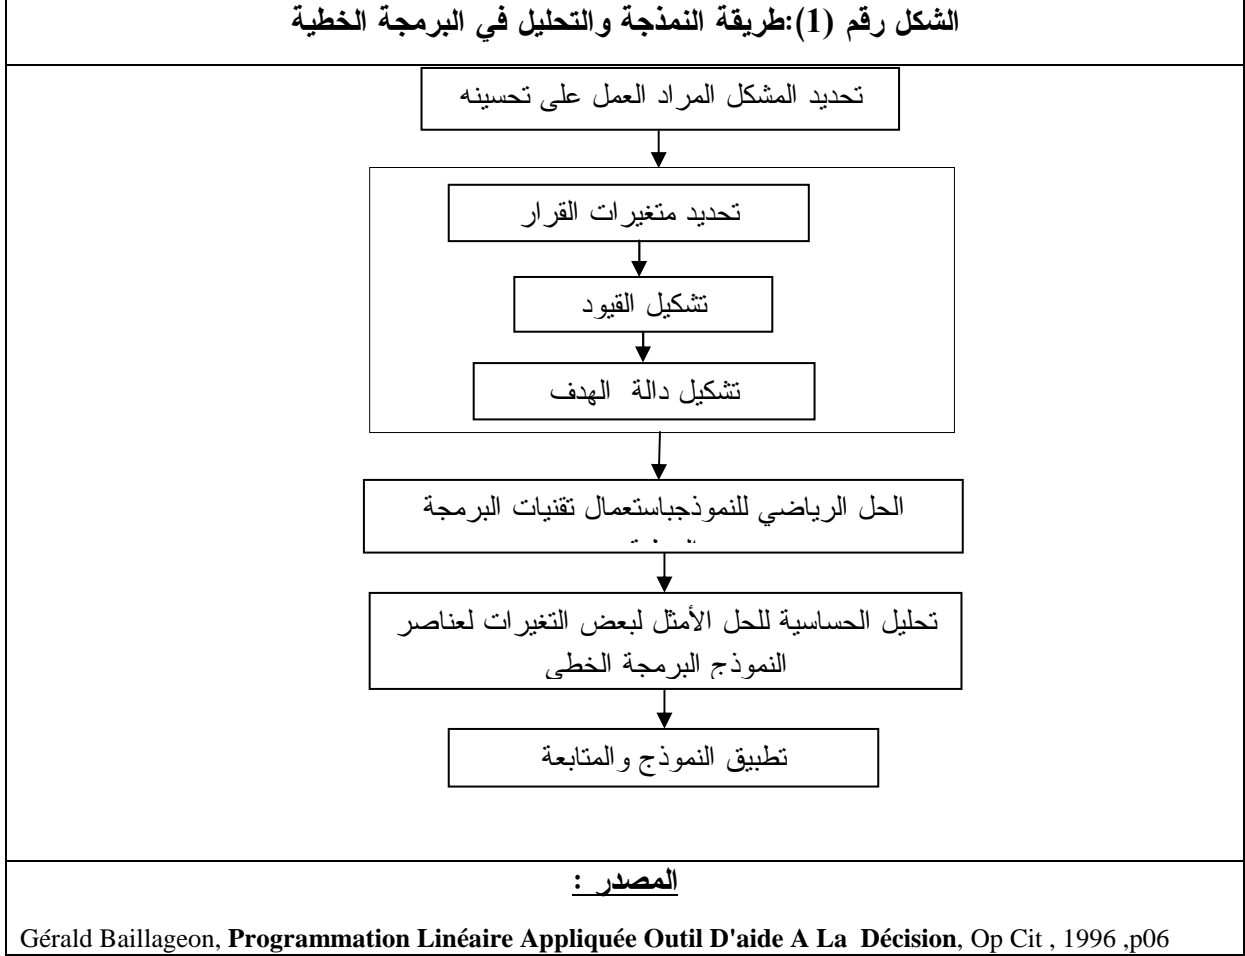 الشكل رقم (1):طريقة النمذجة والتحليل في البرمجة الخطية
تحديد المشكل المراد العمل على تحسينه
تحديد متغيرات القرار
تشكيل القيود
تشكيل دالة الهدف
الحل الرياضي للنموذجباستعمال تقنيات البرمجة
تحليل الحساسية للحل الأمثل لبعض التغيرات لعناصر
النموذج البرمجة الخطي
تطبيق النموذج والمتابعة
المصدر :
Gérald Baillageon, Programmation Linéaire Appliquée Outil D'aide A La Décision, Op Cit , 1996 ,p06